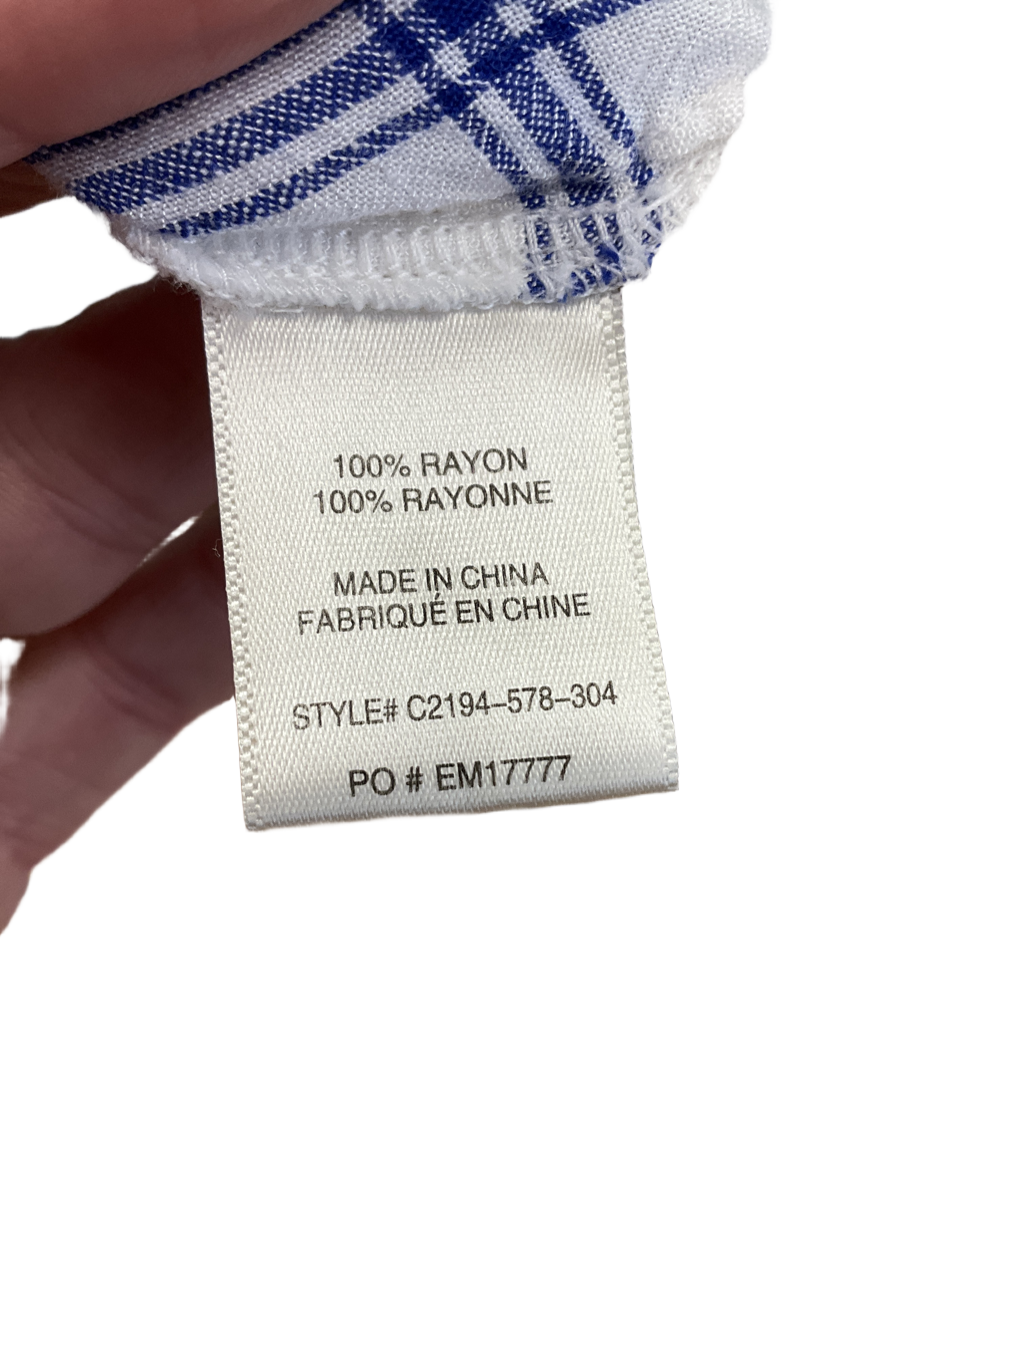 100% RAYON
100% RAYONNE
MADE IN CHINA
FABRIQUÉ EN CHINE
STYLE# C2194-578-304
PO # EM17777